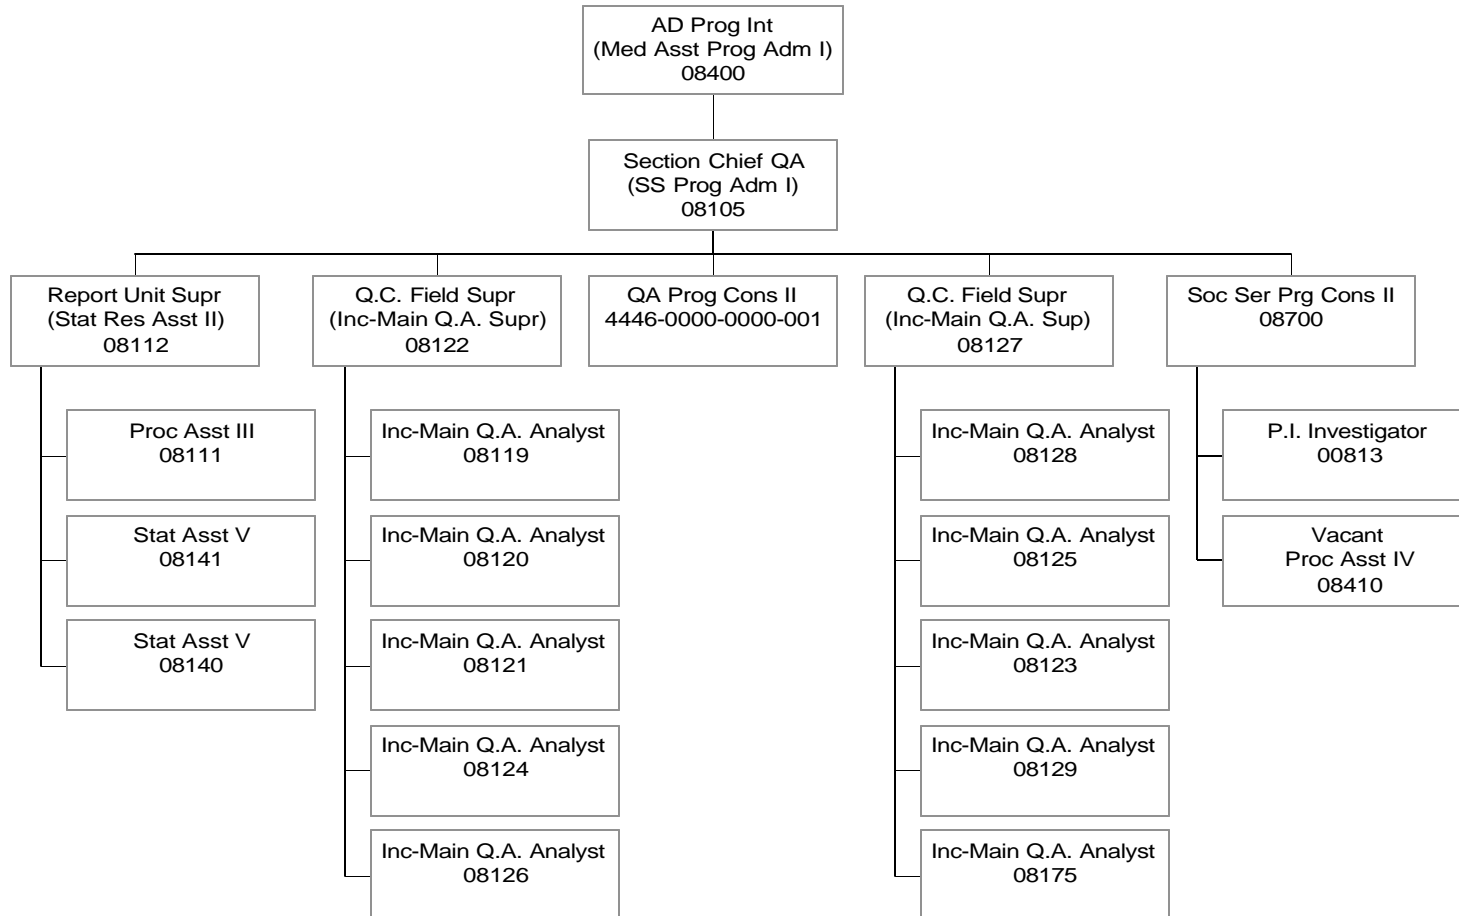 AD Prog Int
(Med Asst Prog Adm I)
08400
Section Chief QA
(SS Prog Adm I)
08105
Report Unit Supr
(Stat Res Asst II)
08112
Q.C. Field Supr
(Inc-Main Q.A. Supr)
08122
QA Prog Cons II
4446-0000-0000-001
Q.C. Field Supr
(Inc-Main Q.A. Sup)
08127
Soc Ser Prg Cons II
08700
Proc Asst III
08111
Stat Asst V
08141
Stat Asst V
08140
Inc-Main Q.A. Analyst
08119
Inc-Main Q.A. Analyst
08120
Inc-Main Q.A. Analyst
08121
Inc-Main Q.A. Analyst
08124
Inc-Main Q.A. Analyst
08126
Inc-Main Q.A. Analyst
08128
Inc-Main Q.A. Analyst
08125
Inc-Main Q.A. Analyst
08123
Inc-Main Q.A. Analyst
08129
Inc-Main Q.A. Analyst
08175
P.I. Investigator
00813
Vacant
Proc Asst IV
08410